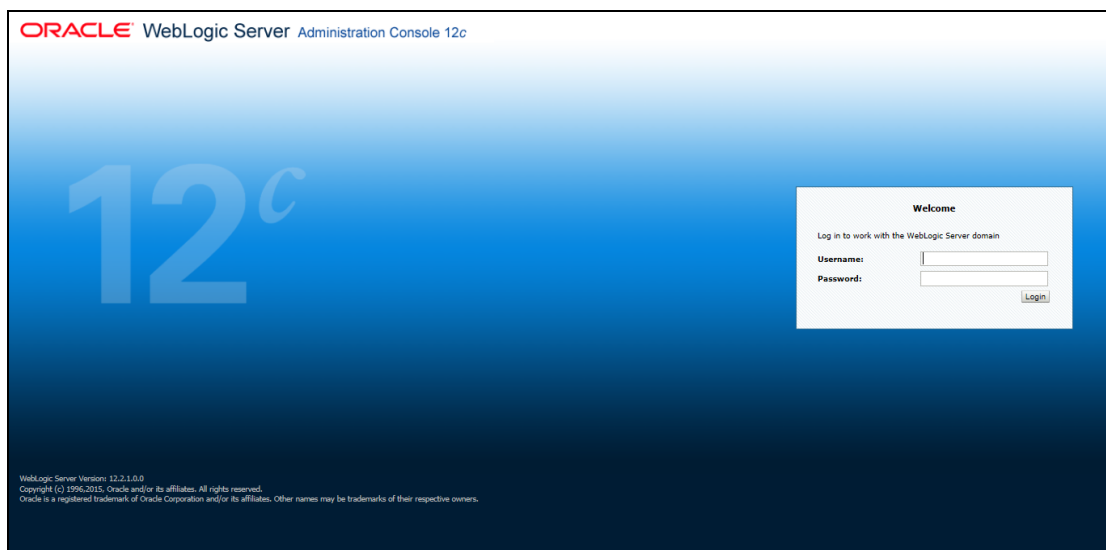 ORACLE WebLogic Server Administration Console 12c
12c
Welcome
Log in to work with the WebLogic Server domain
Username:
Password:
Login
WebLogic Server Version: 12.2.1.0.0
Copyright (c) 1996,2015, Oracle and/or its affiliates. All rights reserved.
Oracle is a registered trademark of Oracle Corporation and/or its affiliates. Other names may be trademarks of their respective owners.